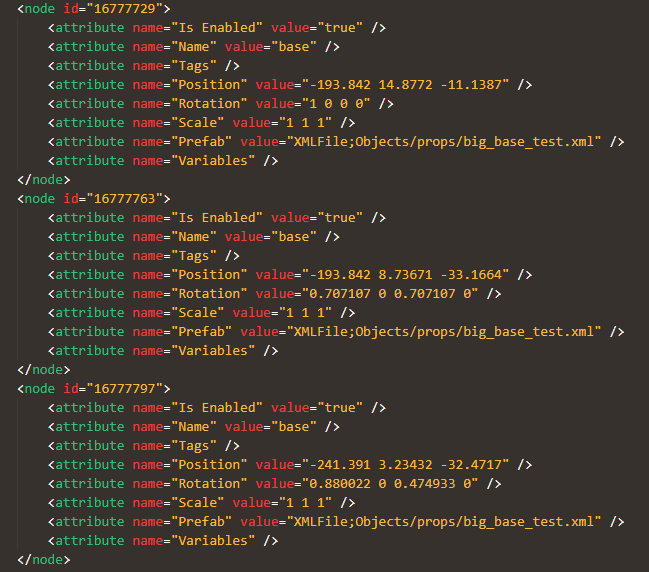 <node id="16777729">
<attribute name="Is Enabled" value="true" />
<attribute name="Name" value="base" />
<attribute name="Tags" />
<attribute name="Position" value="-193.842 14.8772 -11.1387" />
<attribute name="Rotation" value="1 0 0 0" />
<attribute name="Scale" value="1 1 1" />
<attribute name="Prefab" value="XMLFile;Objects/props/big_base_test.xml" />
<attribute name="Variables" />
</node>
<node id="16777763">
<attribute name="Is Enabled" value="true" />
<attribute name="Name" value="base" />
<attribute name="Tags" />
<attribute name="Position" value="-193.842 8.73671 -33.1664" />
<attribute name="Rotation" value="0.707107 0 0.707107 0" />
<attribute name="Scale" value="1 1 1" />
<attribute name="Prefab" value="XMLFile;Objects/props/big_base_test.xml" />
<attribute name="Variables" />
</node>
<node id="16777797">
<attribute name="Is Enabled" value="true" />
<attribute name="Name" value="base" />
<attribute name="Tags" />
<attribute name="Position" value="-241.391 3.23432 -32.4717" />
<attribute name="Rotation" value="0.880022 0 0.474933 0" />
<attribute name="Scale" value="1 1 1" />
<attribute name="Prefab" value="XMLFile;Objects/props/big_base_test.xml" />
<attribute name="Variables" />
</node>